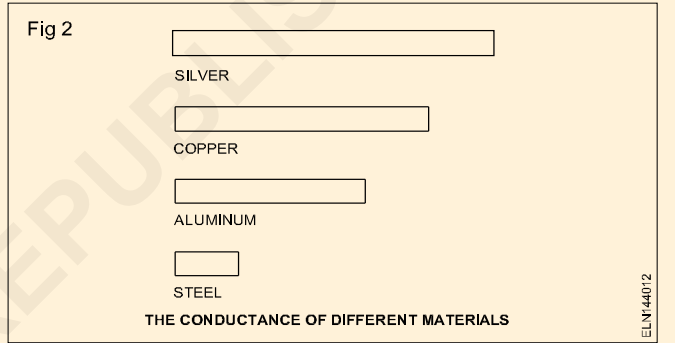 Fig 2
SILVER
COPPER
ALUMINUM
STEEL
THE CONDUCTANCE OF DIFFERENT MATERIALS
ELN144012